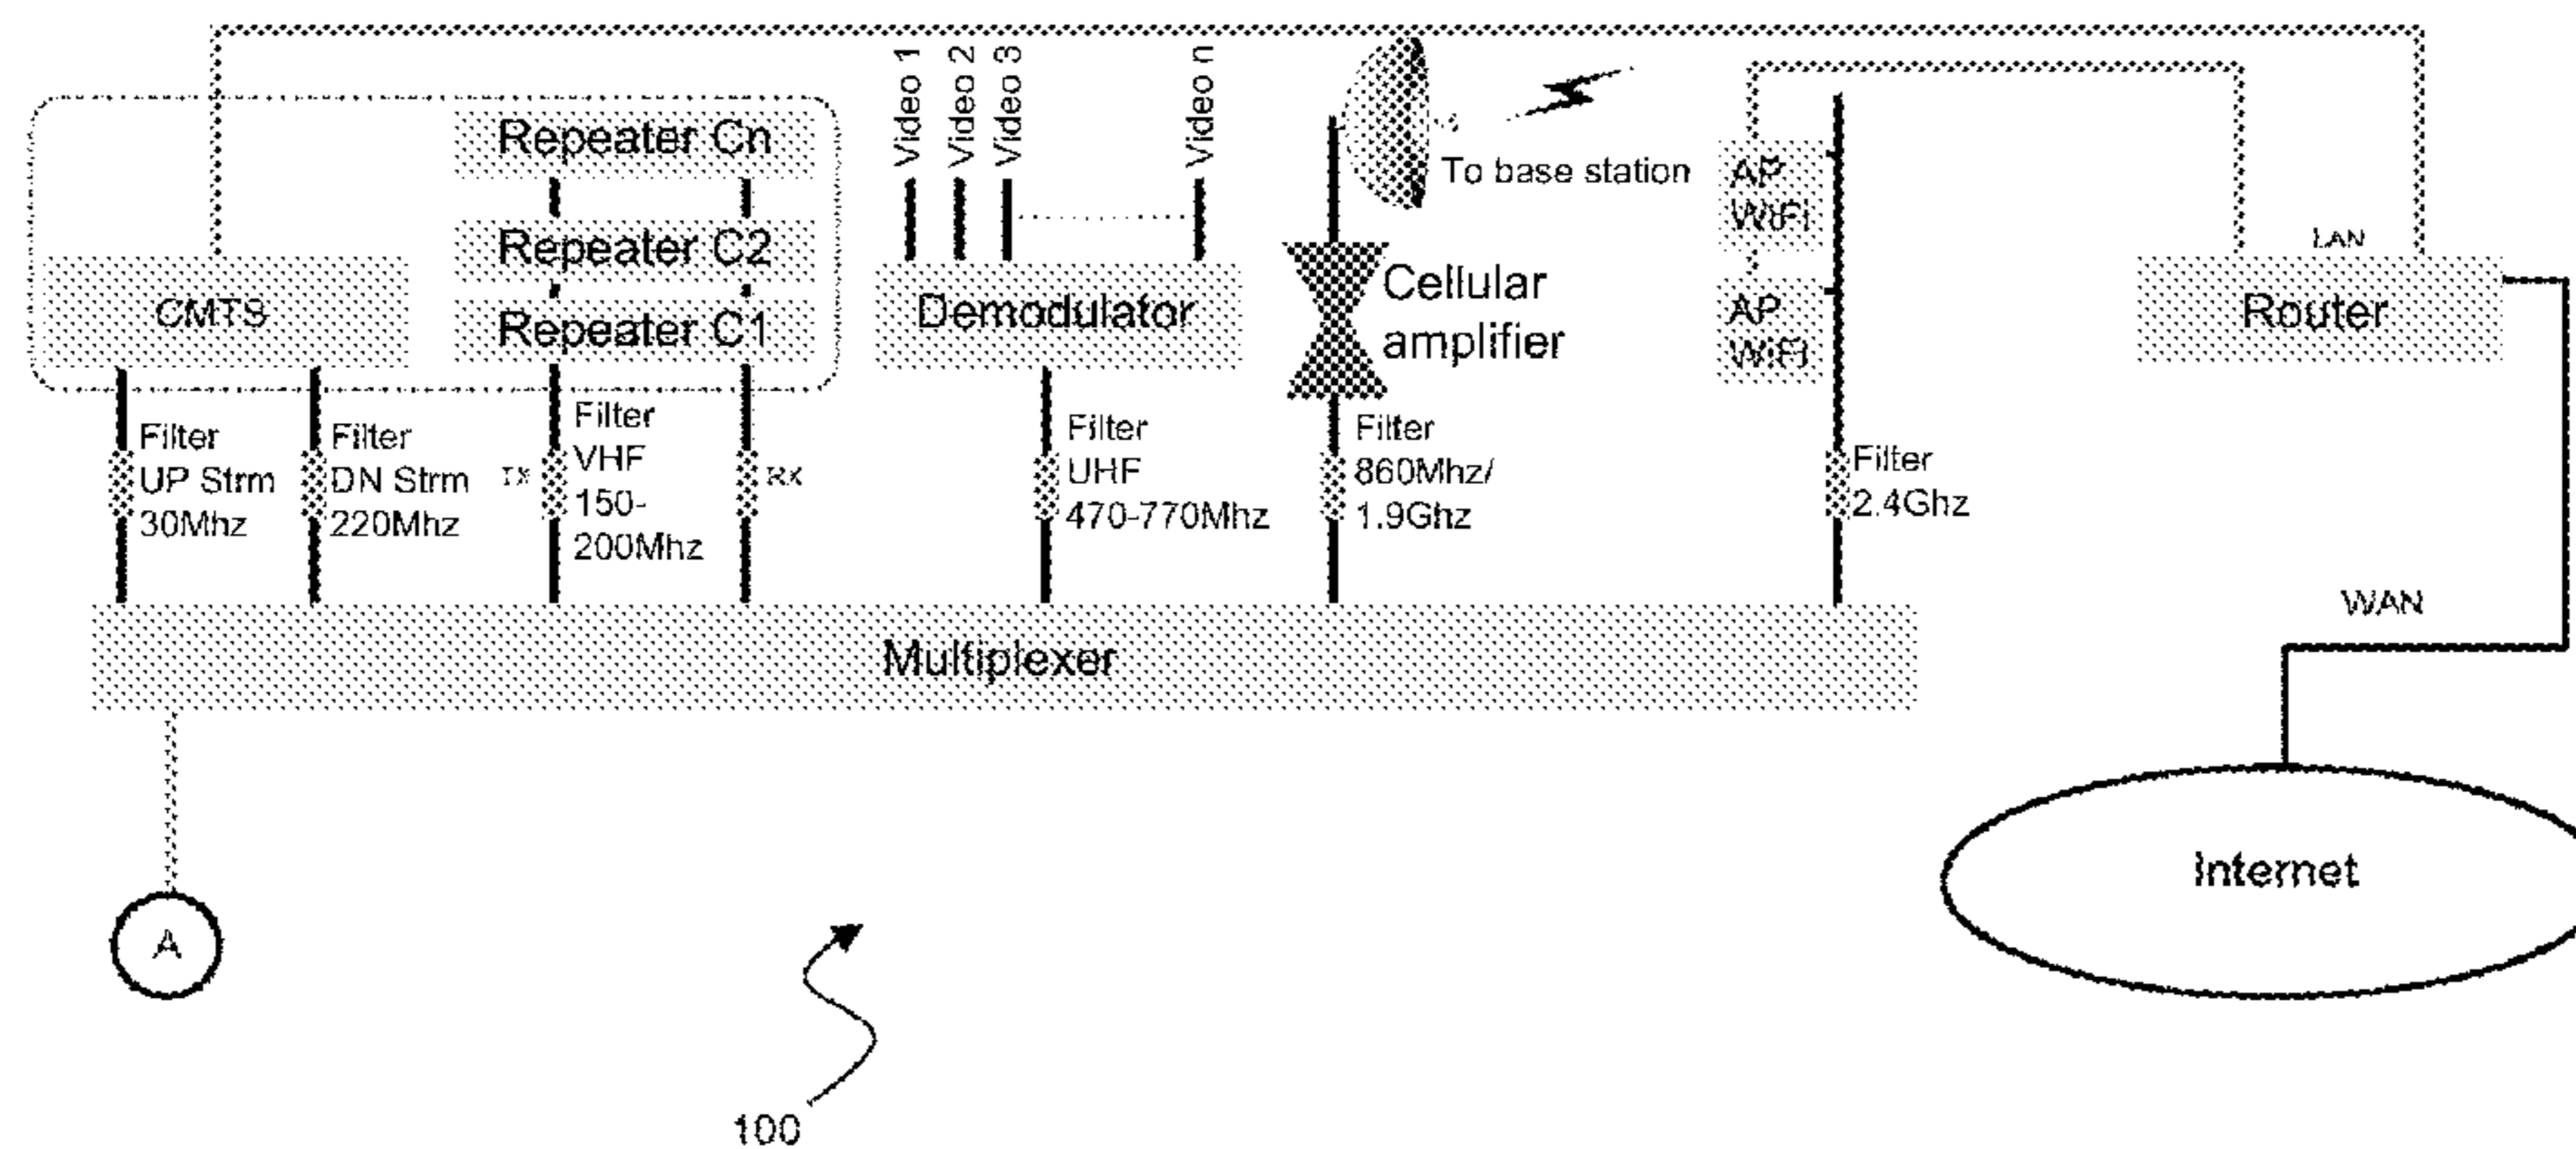 Video 1
Video 2
Video 3
Video n
Repeater Cn
Repeater C2
Repeater C1
CMTS
Demodulator
To base station
Cellular
amplifier
AP
WiFi
AP
WiFi
LAN
Router
Filter
UP Strm
30Mhz
Filter
DN Strm
220Mhz
TX
Filter
VHF
150-
200Mhz
RX
Filter
UHF
470-770Mhz
Filter
860Mhz/
1.9Ghz
Filter
2.4Ghz
WAN
Multiplexer
Internet
A
100